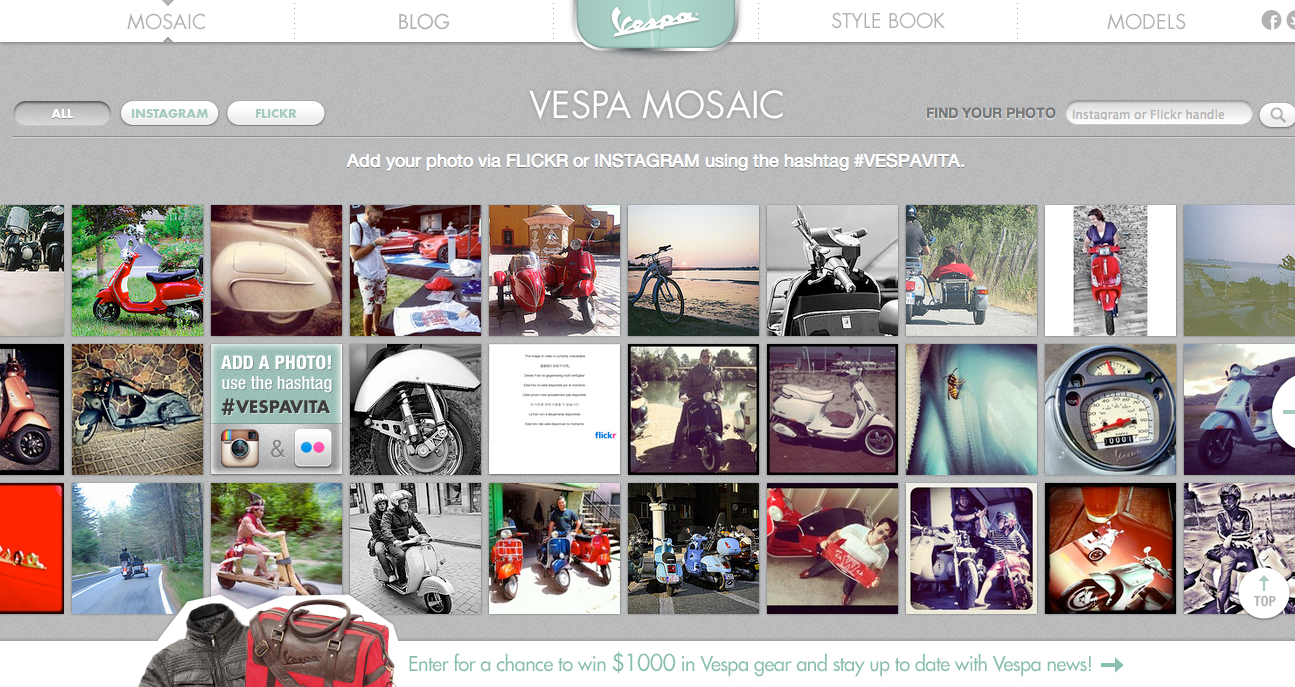 MOSAIC
BLOG
Vespa
STYLE BOOK
MODELS
ALL
INSTAGRAM
FLICKR
VESPA MOSAIC
FIND YOUR PHOTO
Instagram or Flickr handle
Add your photo via FLICKR or INSTAGRAM using the hashtag #VESPAVITA.
ADD A PHOTO!
use the hashtag
#VESPAVITA
&
flickr
Vespa
TOP
Vespa
Enter for a chance to win $1000 in Vespa gear and stay up to date with Vespa news!